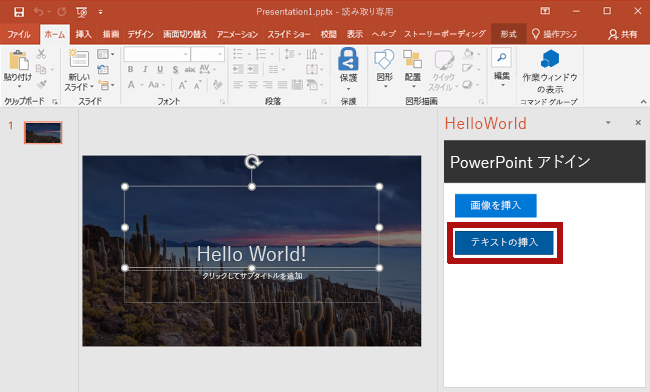 Presentation1.pptx - 読み取り専用
ファイル ホーム 挿入 描画 デザイン 画面切り替え アニメーション スライド ショー 校閲 表示 ヘルプ ストーリーボーディング 形式 操作アシ 共有
貼り付け 新しい スライド B I U S abc AV Aa A A A 保護 図形 配置 クイック スタイル 編集 作業ウィンドウ の表示
クリップボード スライド フォント 段落 保護 図形描画 コマンド グループ
1
Hello World!
クリックしてサブタイトルを追加
HelloWorld
PowerPoint アドイン
画像を挿入
テキストの挿入